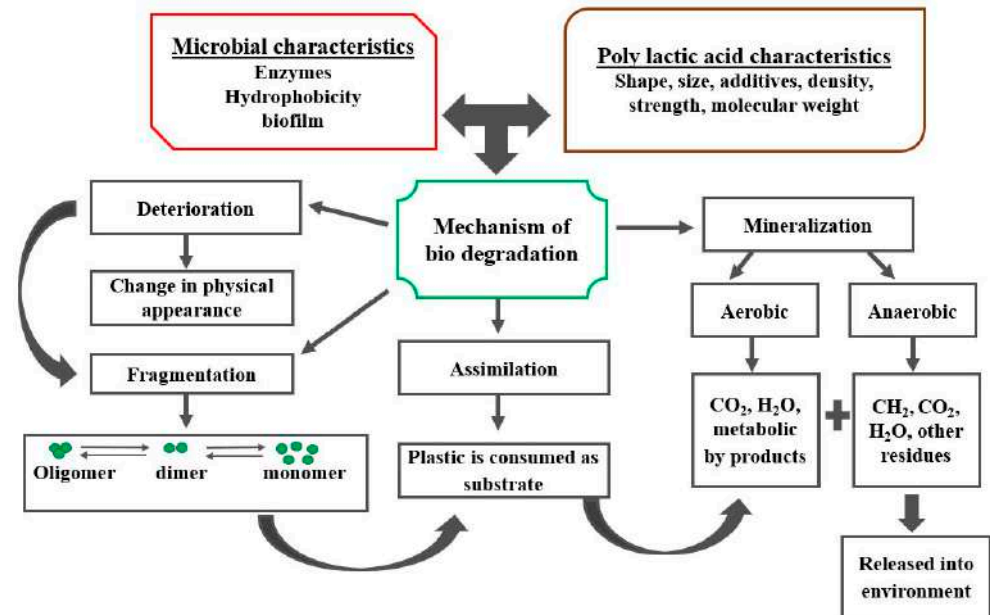 Microbial characteristics
Enzymes
Hydrophobicity
biofilm
Poly lactic acid characteristics
Shape, size, additives, density,
strength, molecular weight
Mechanism of
bio degradation
Deterioration
Change in physical
appearance
Fragmentation
Oligomer dimer monomer
Assimilation
Plastic is consumed as
substrate
Mineralization
Aerobic
Anaerobic
CO₂, H₂O,
metabolic
by products
+
CH₂, CO₂,
H₂O, other
residues
Released into
environment